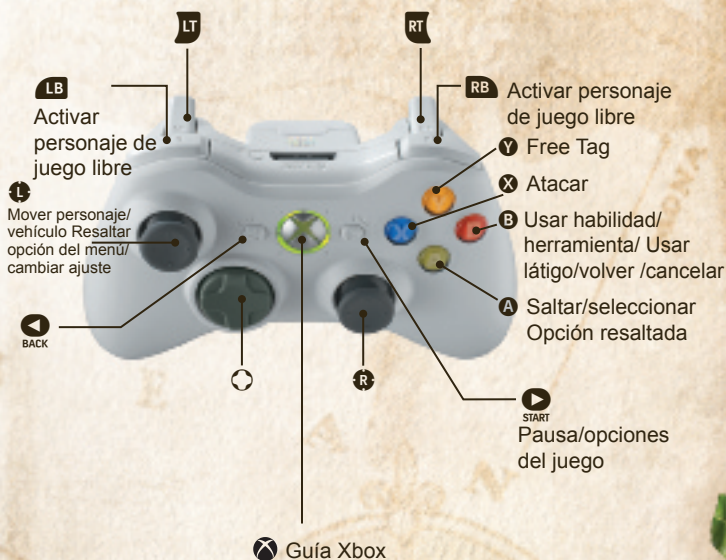 LT
RT
LB
Activar
personaje de
juego libre
RB Activar personaje
de juego libre
Y Free Tag
X Atacar
B Usar habilidad/
herramienta/ Usar
látigo/volver /cancelar
A Saltar/seleccionar
Opción resaltada
L
Mover personaje/
vehículo Resaltar
opción del menú/
cambiar ajuste
BACK
R
START
Pausa/opciones
del juego
Guía Xbox